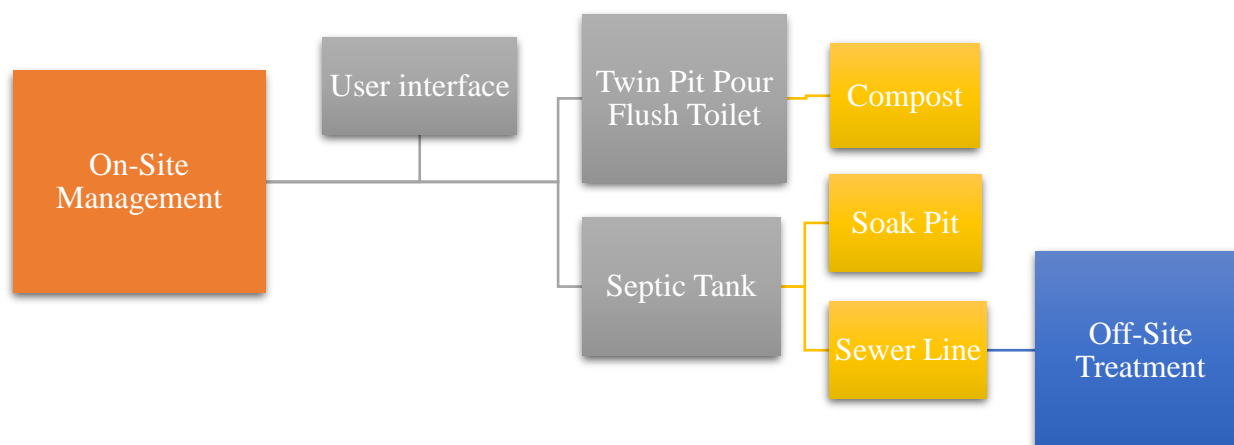 On-Site
Management
User interface
Twin Pit Pour
Flush Toilet
Compost
Septic Tank
Soak Pit
Sewer Line
Off-Site
Treatment